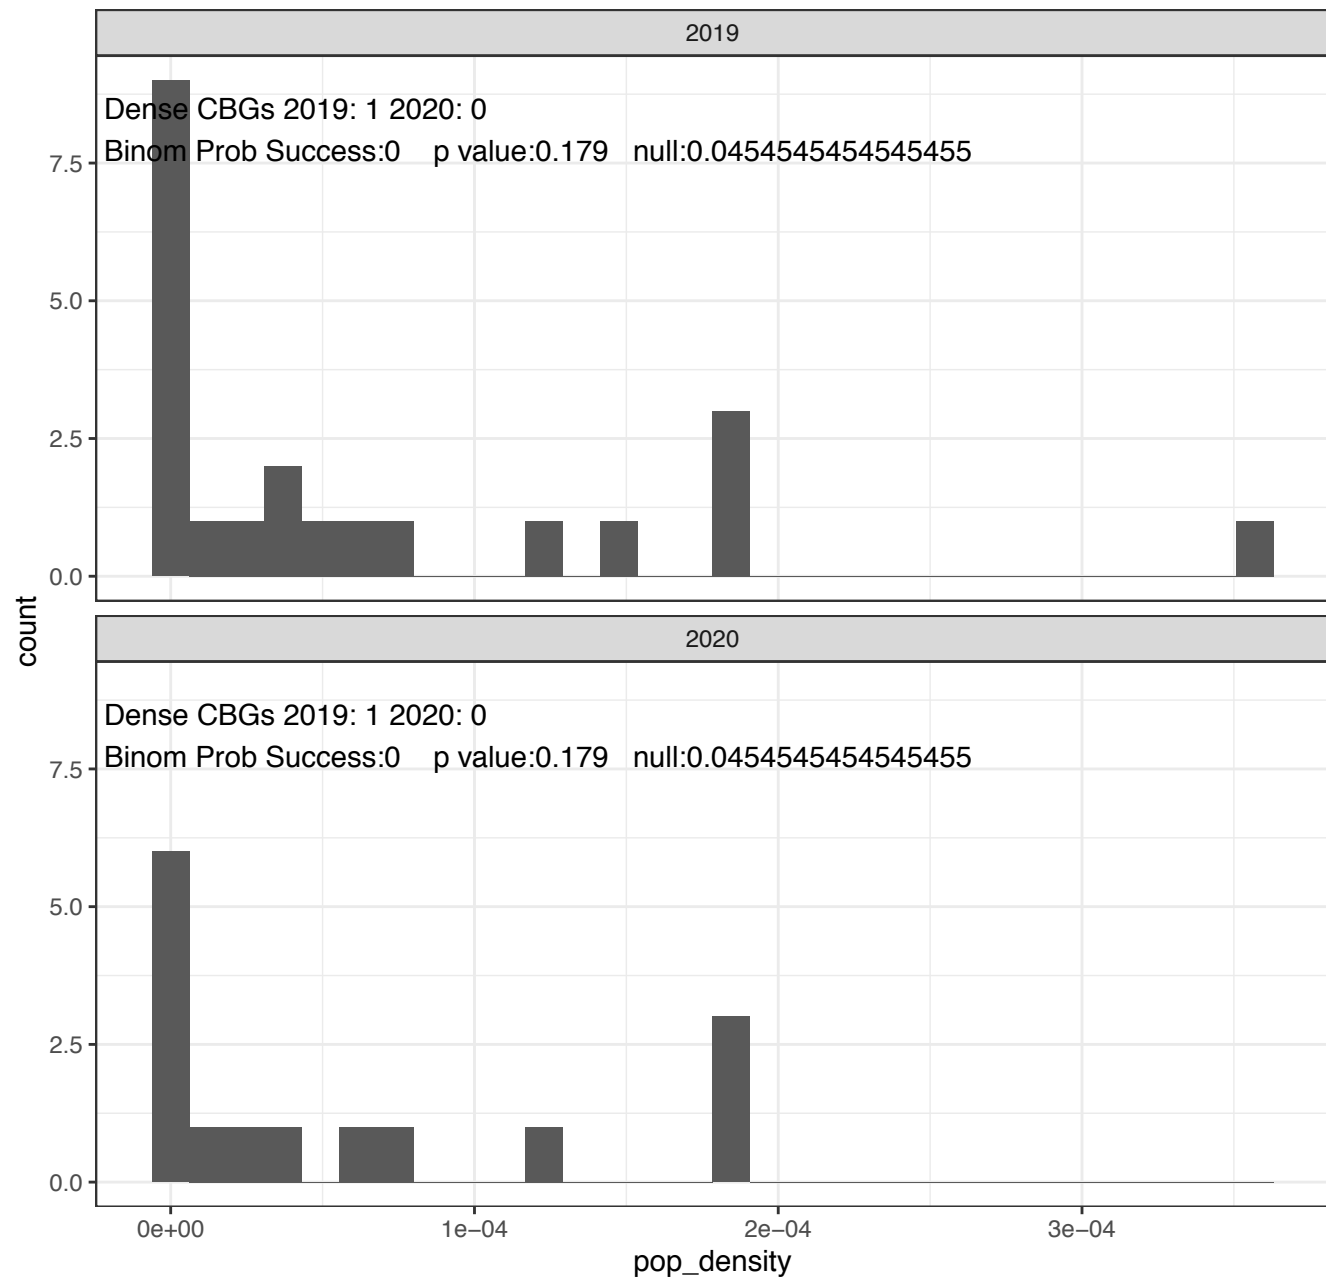 2019
Dense CBGs 2019: 1 2020: 0
Binom Prob Success:0 p value:0.179 null:0.0454545454545455
7.5
5.0
2.5
0.0
count
2020
Dense CBGs 2019: 1 2020: 0
Binom Prob Success:0 p value:0.179 null:0.0454545454545455
7.5
5.0
2.5
0.0
0e+00 1e−04 2e−04 3e−04
pop_density